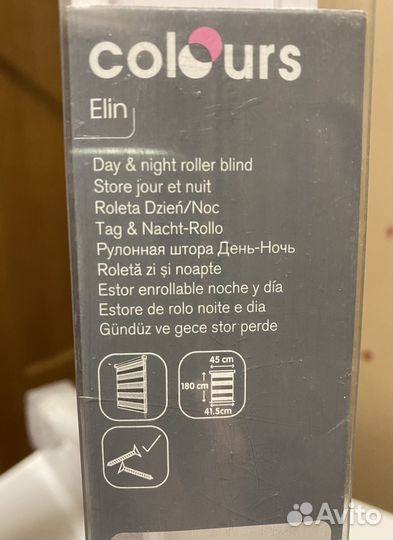 colours
Elin
Day & night roller blind
Store jour et nuit
Roleta Dzień/Noc
Tag & Nacht-Rollo
Рулонная штора День-Ночь
Roletă zi și noapte
Estor enrollable noche y día
Estore de rolo noite e dia
Gündüz ve gece stor perde
45 cm
180 cm
41.5cm
Avito